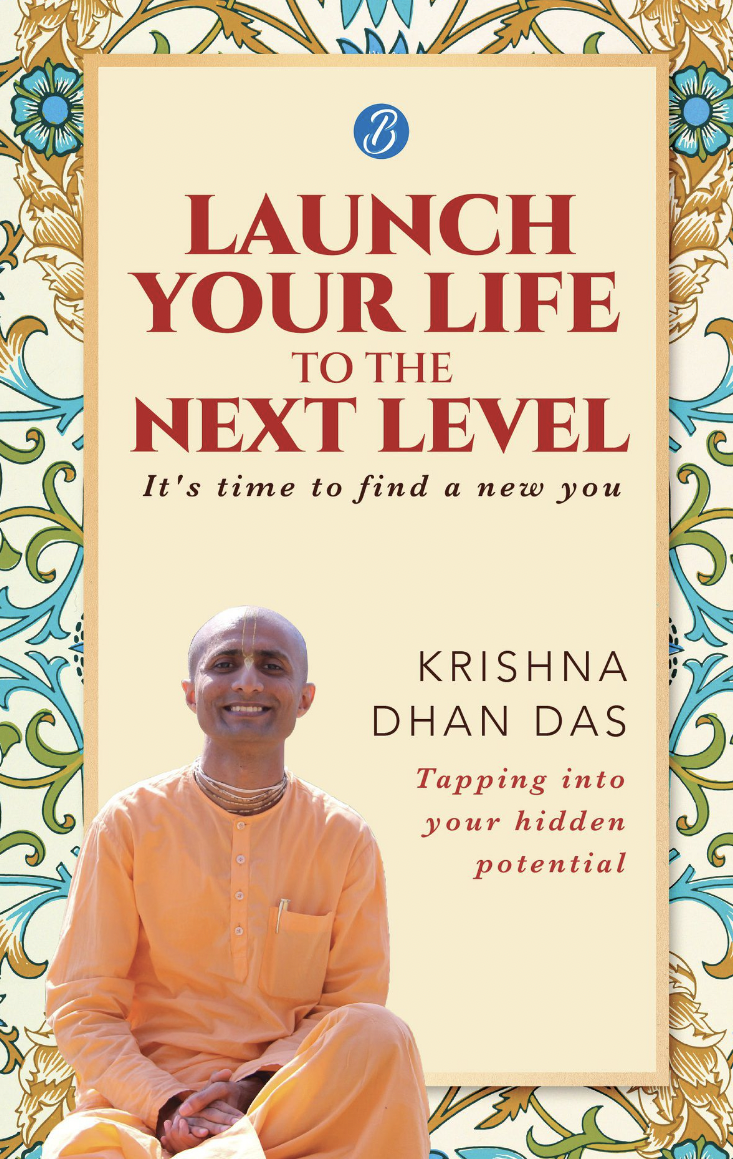 B
LAUNCH
YOUR LIFE
TO THE
NEXT LEVEL
It's time to find a new you
KRISHNA
DHAN DAS
Tapping into
your hidden
potential